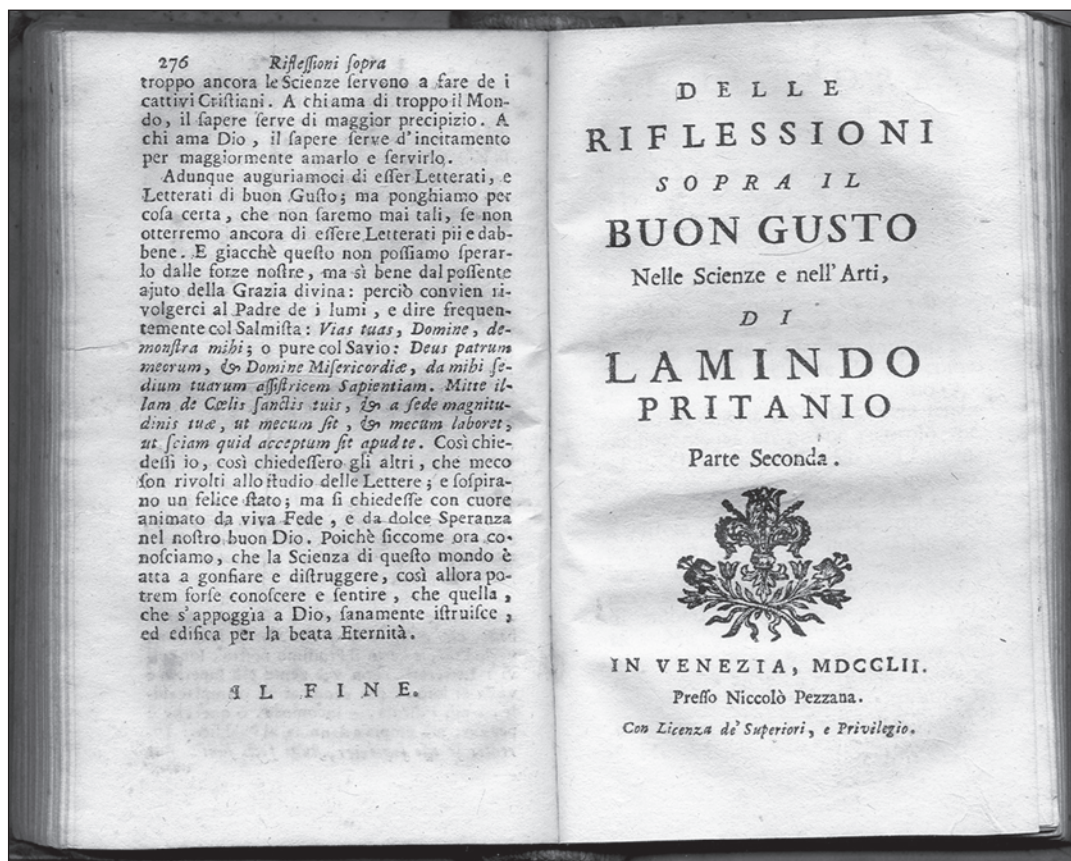 276 Rifleſſioni ſopra
troppo ancora le Scienze ſervono a fare de i
cattivi Criſtiani. A chi ama di troppo il Mon-
do, il ſapere ſerve di maggior precipizio. A
chi ama Dio, il ſapere ſerve d'incitamento
per maggiormente amarlo e ſervirlo.
Adunque auguriamoci di eſſer Letterati, e
Letterati di buon Guſto; ma ponghiamo per
coſa certa, che non ſaremo mai tali, ſe non
otterremo ancora di eſſere Letterati pii e dab-
bene. E giacchè queſto non poſſiamo ſperar-
lo dalle forze noſtre, ma sì bene dal poſſente
ajuto della Grazia divina: perciò convien ri-
volgerci al Padre de i lumi, e dire frequen-
temente col Salmiſta: Vias tuas, Domine, de-
monſtra mihi; o pure col Savio: Deus patrum
meorum, & Domine Miſericordiæ, da mihi ſe-
dium tuarum aſſiſtricem Sapientiam. Mitte il-
lam de Cœlis ſanctis tuis, & a ſede magnitu-
dinis tuæ, ut mecum ſit, & mecum laboret,
ut ſciam quid acceptum ſit apud te. Così chie-
deſſi io, così chiedeſſero gli altri, che meco
ſon rivolti allo ſtudio delle Lettere; e ſoſpira-
no un felice ſtato; ma ſi chiedeſſe con cuore
animato da viva Fede, e da dolce Speranza
nel noſtro buon Dio. Poichè ſiccome ora co-
noſciamo, che la Scienza di queſto mondo è
atta a gonfiare e diſtruggere, così allora po-
trem forſe conoſcere e ſentire, che quella,
che s'appoggia a Dio, ſanamente iſtruiſce,
ed edifica per la beata Eternità.
IL FINE.
DELLE
RIFLESSIONI
SOPRA IL
BUON GUSTO
Nelle Scienze e nell'Arti,
DI
LAMINDO
PRITANIO
Parte Seconda.
IN VENEZIA, MDCCLII.
Preſſo Niccolò Pezzana.
Con Licenza de' Superiori, e Privilegio.